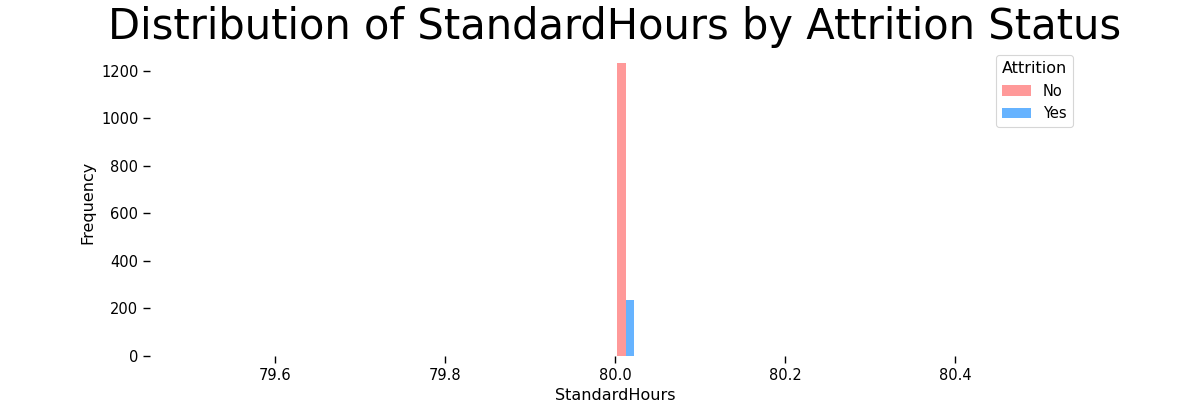 Distribution of StandardHours by Attrition Status
Attrition
No
Yes
Frequency
1200
1000
800
600
400
200
0
79.6
79.8
80.0
80.2
80.4
StandardHours